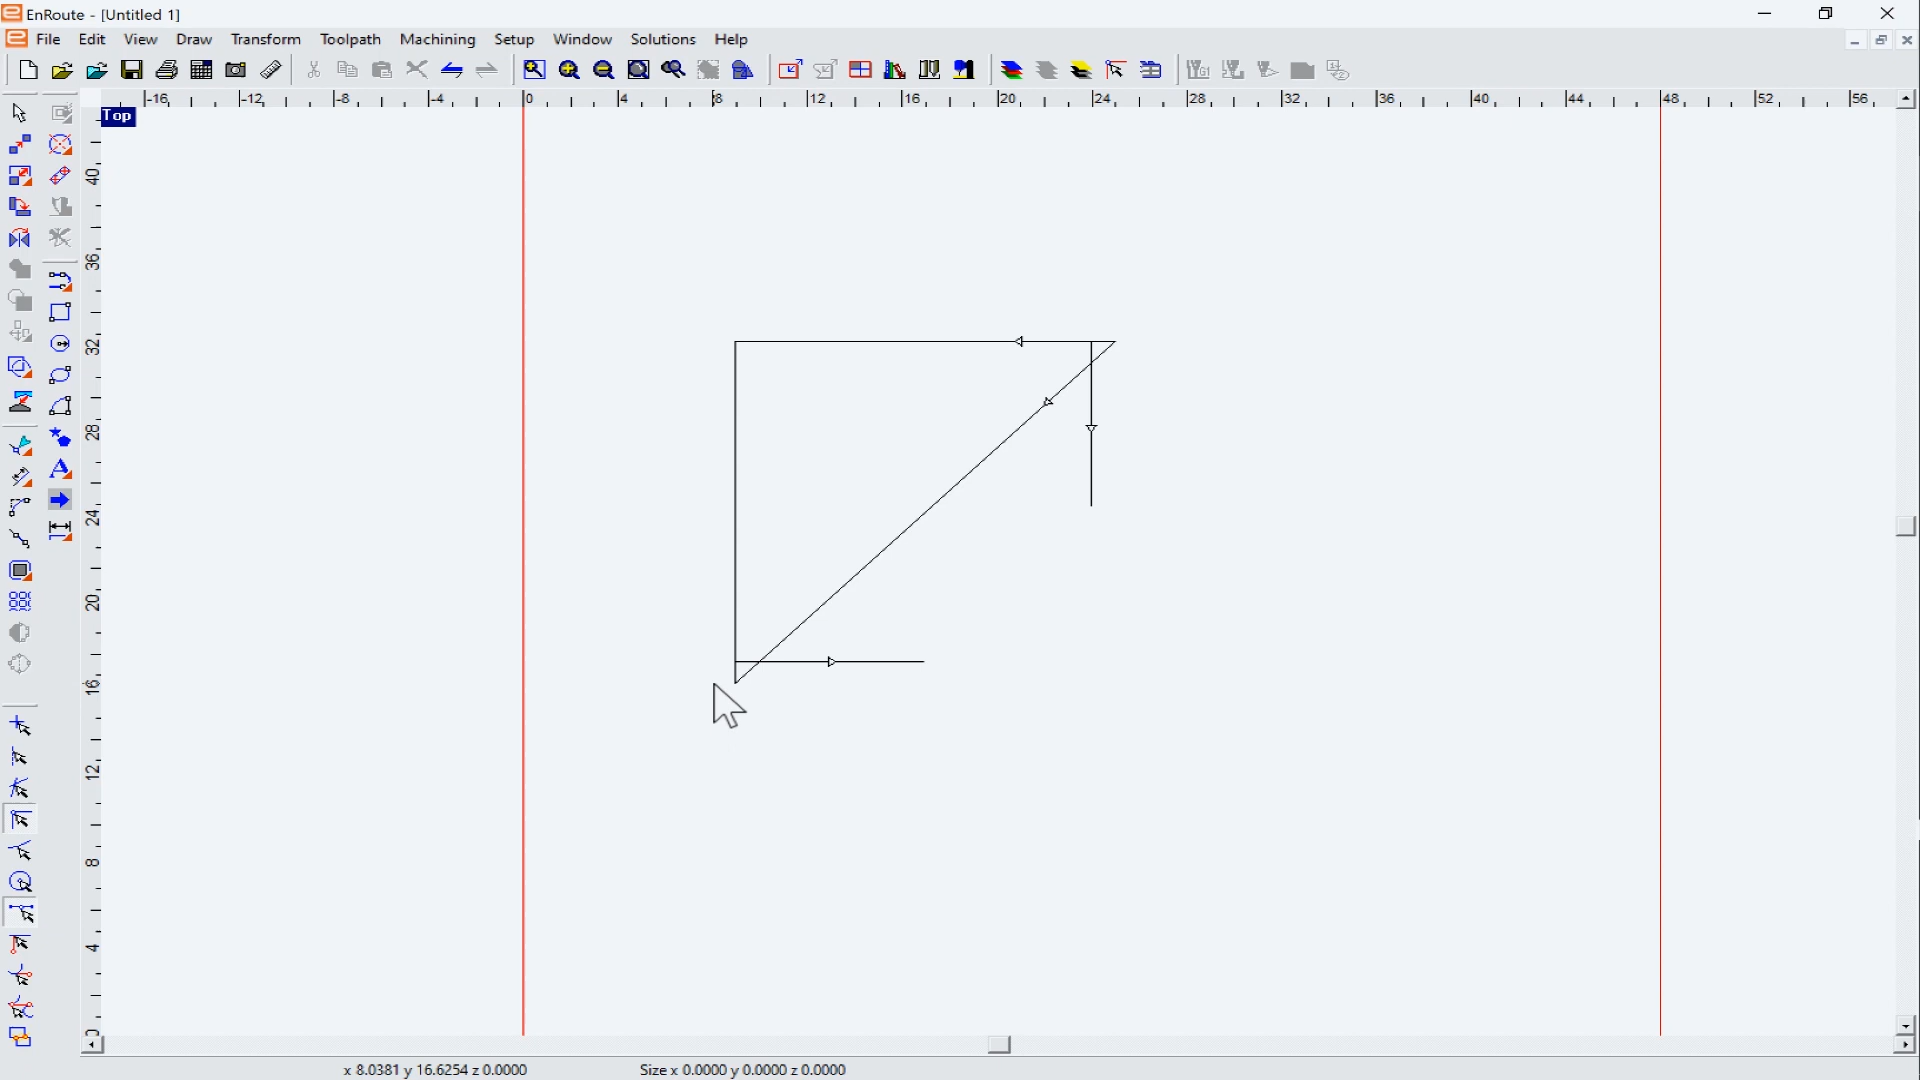 EnRoute - [Untitled 1]
File Edit View Draw Transform Toolpath Machining Setup Window Solutions Help
-16 -12 -8 -4 0 4 8 12 16 20 24 28 32 36 40 44 48 52 56
Top
40
36
32
28
24
20
16
12
8
4
0
x 8.0381 y 16.6254 z 0.0000 Size x 0.0000 y 0.0000 z 0.0000